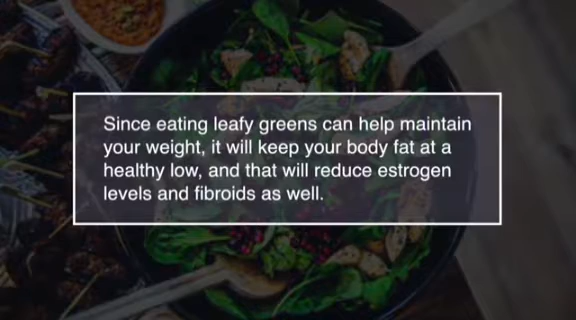 Since eating leafy greens can help maintain
your weight, it will keep your body fat at a
healthy low, and that will reduce estrogen
levels and fibroids as well.